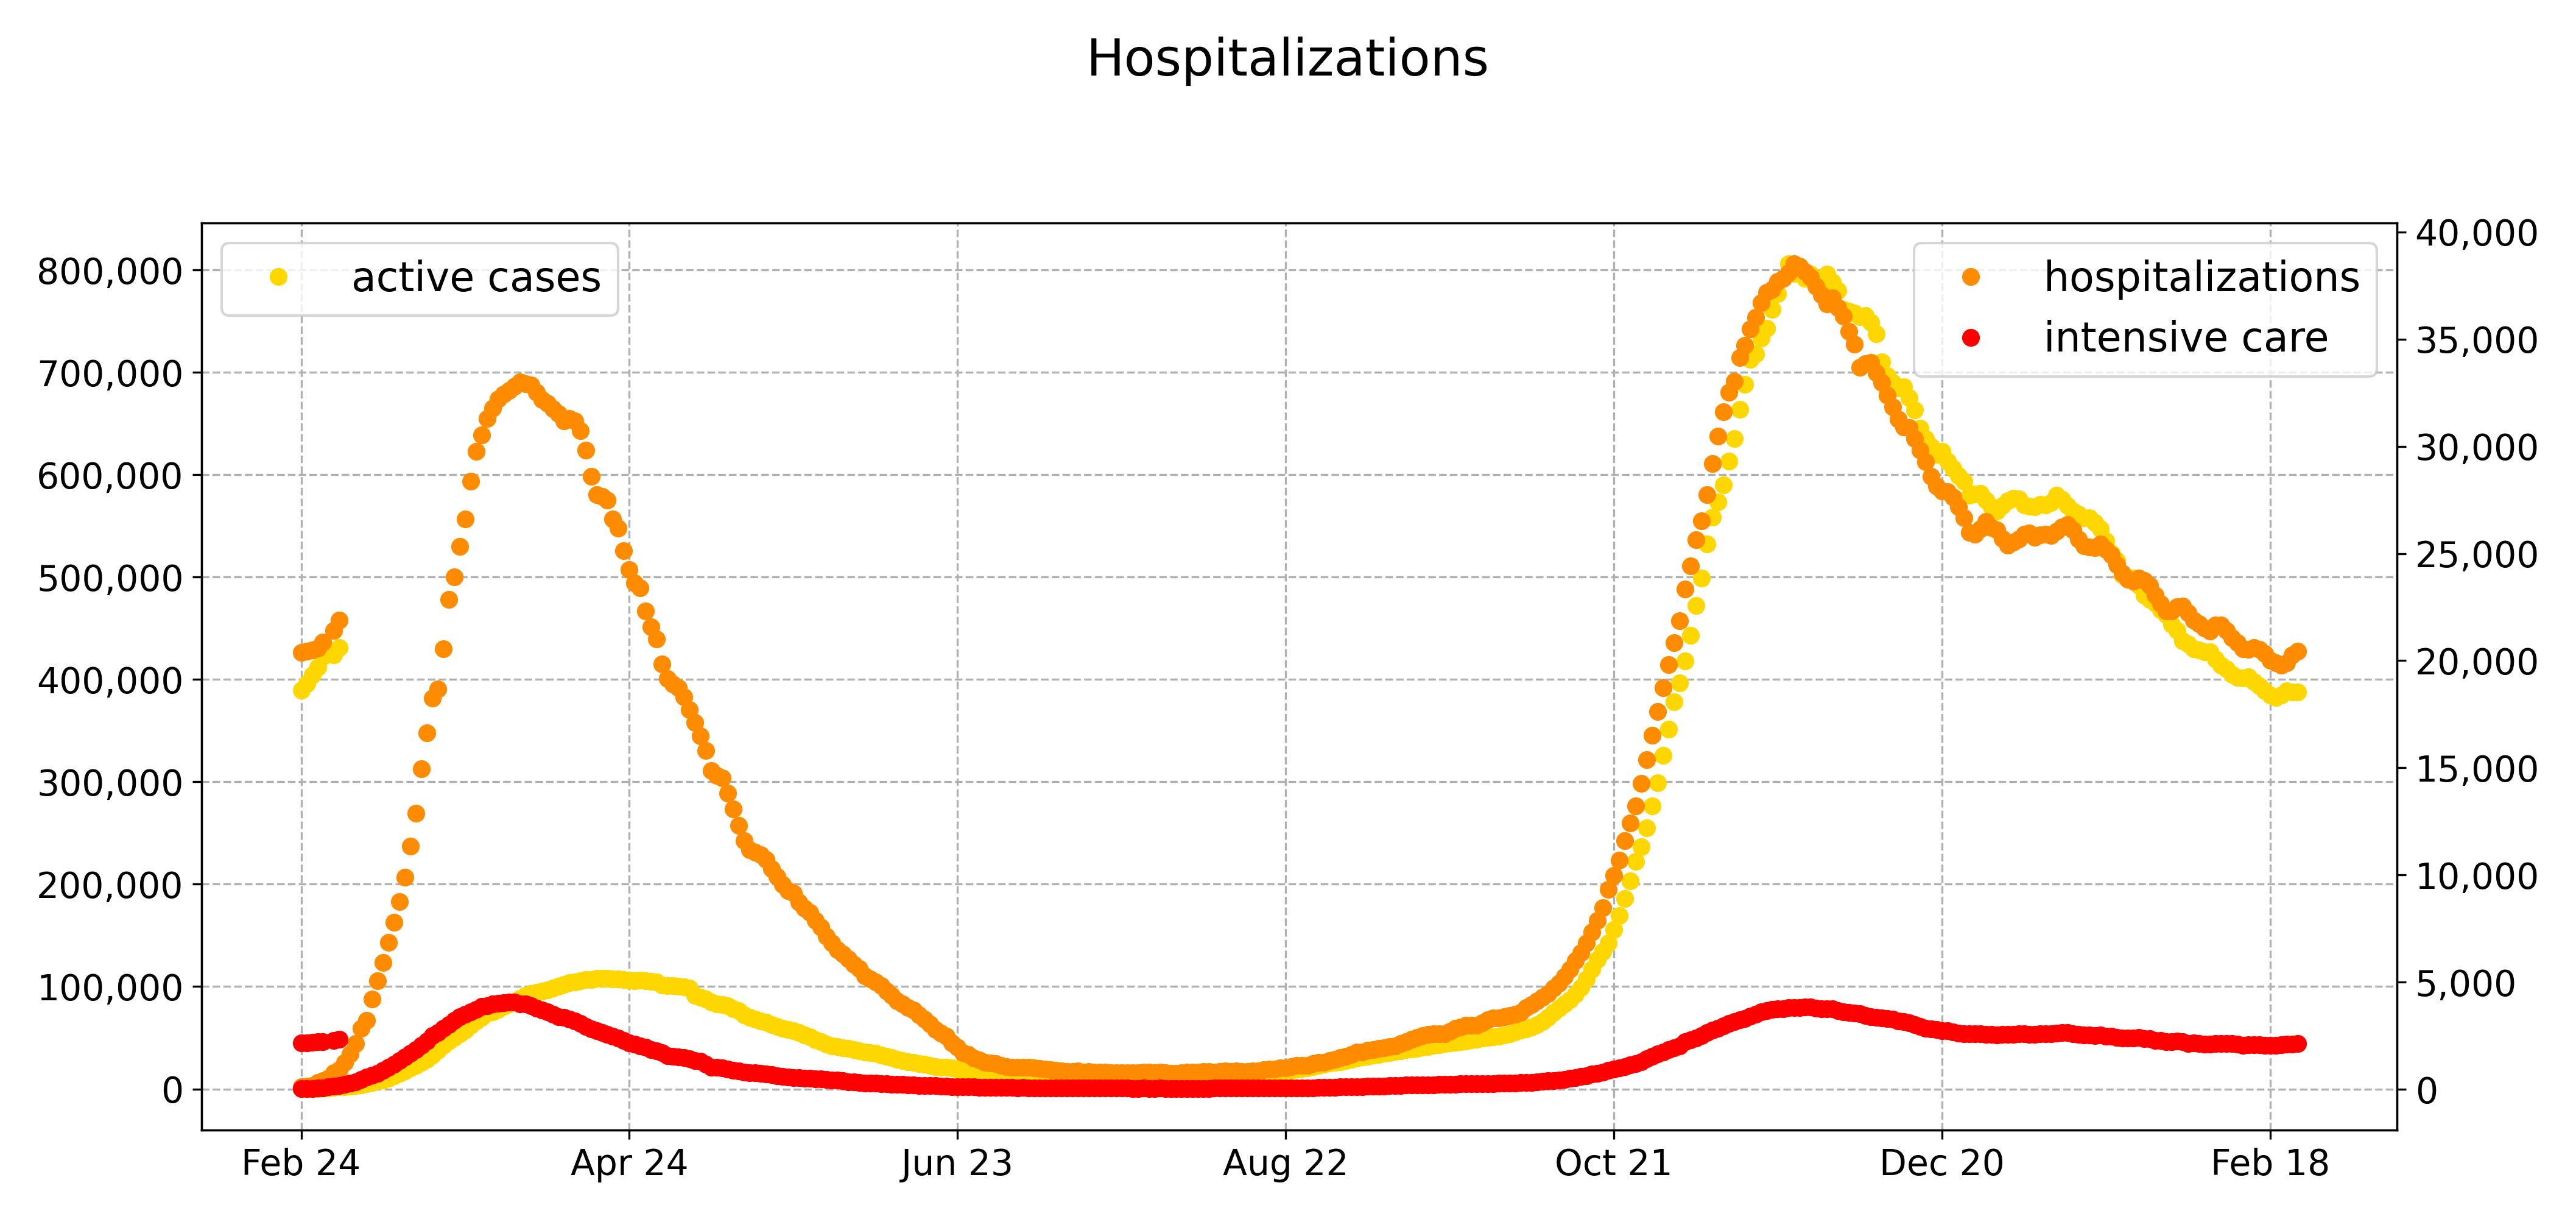 Hospitalizations
active cases
hospitalizations
intensive care
800,000
700,000
600,000
500,000
400,000
300,000
200,000
100,000
0
40,000
35,000
30,000
25,000
20,000
15,000
10,000
5,000
0
Feb 24
Apr 24
Jun 23
Aug 22
Oct 21
Dec 20
Feb 18